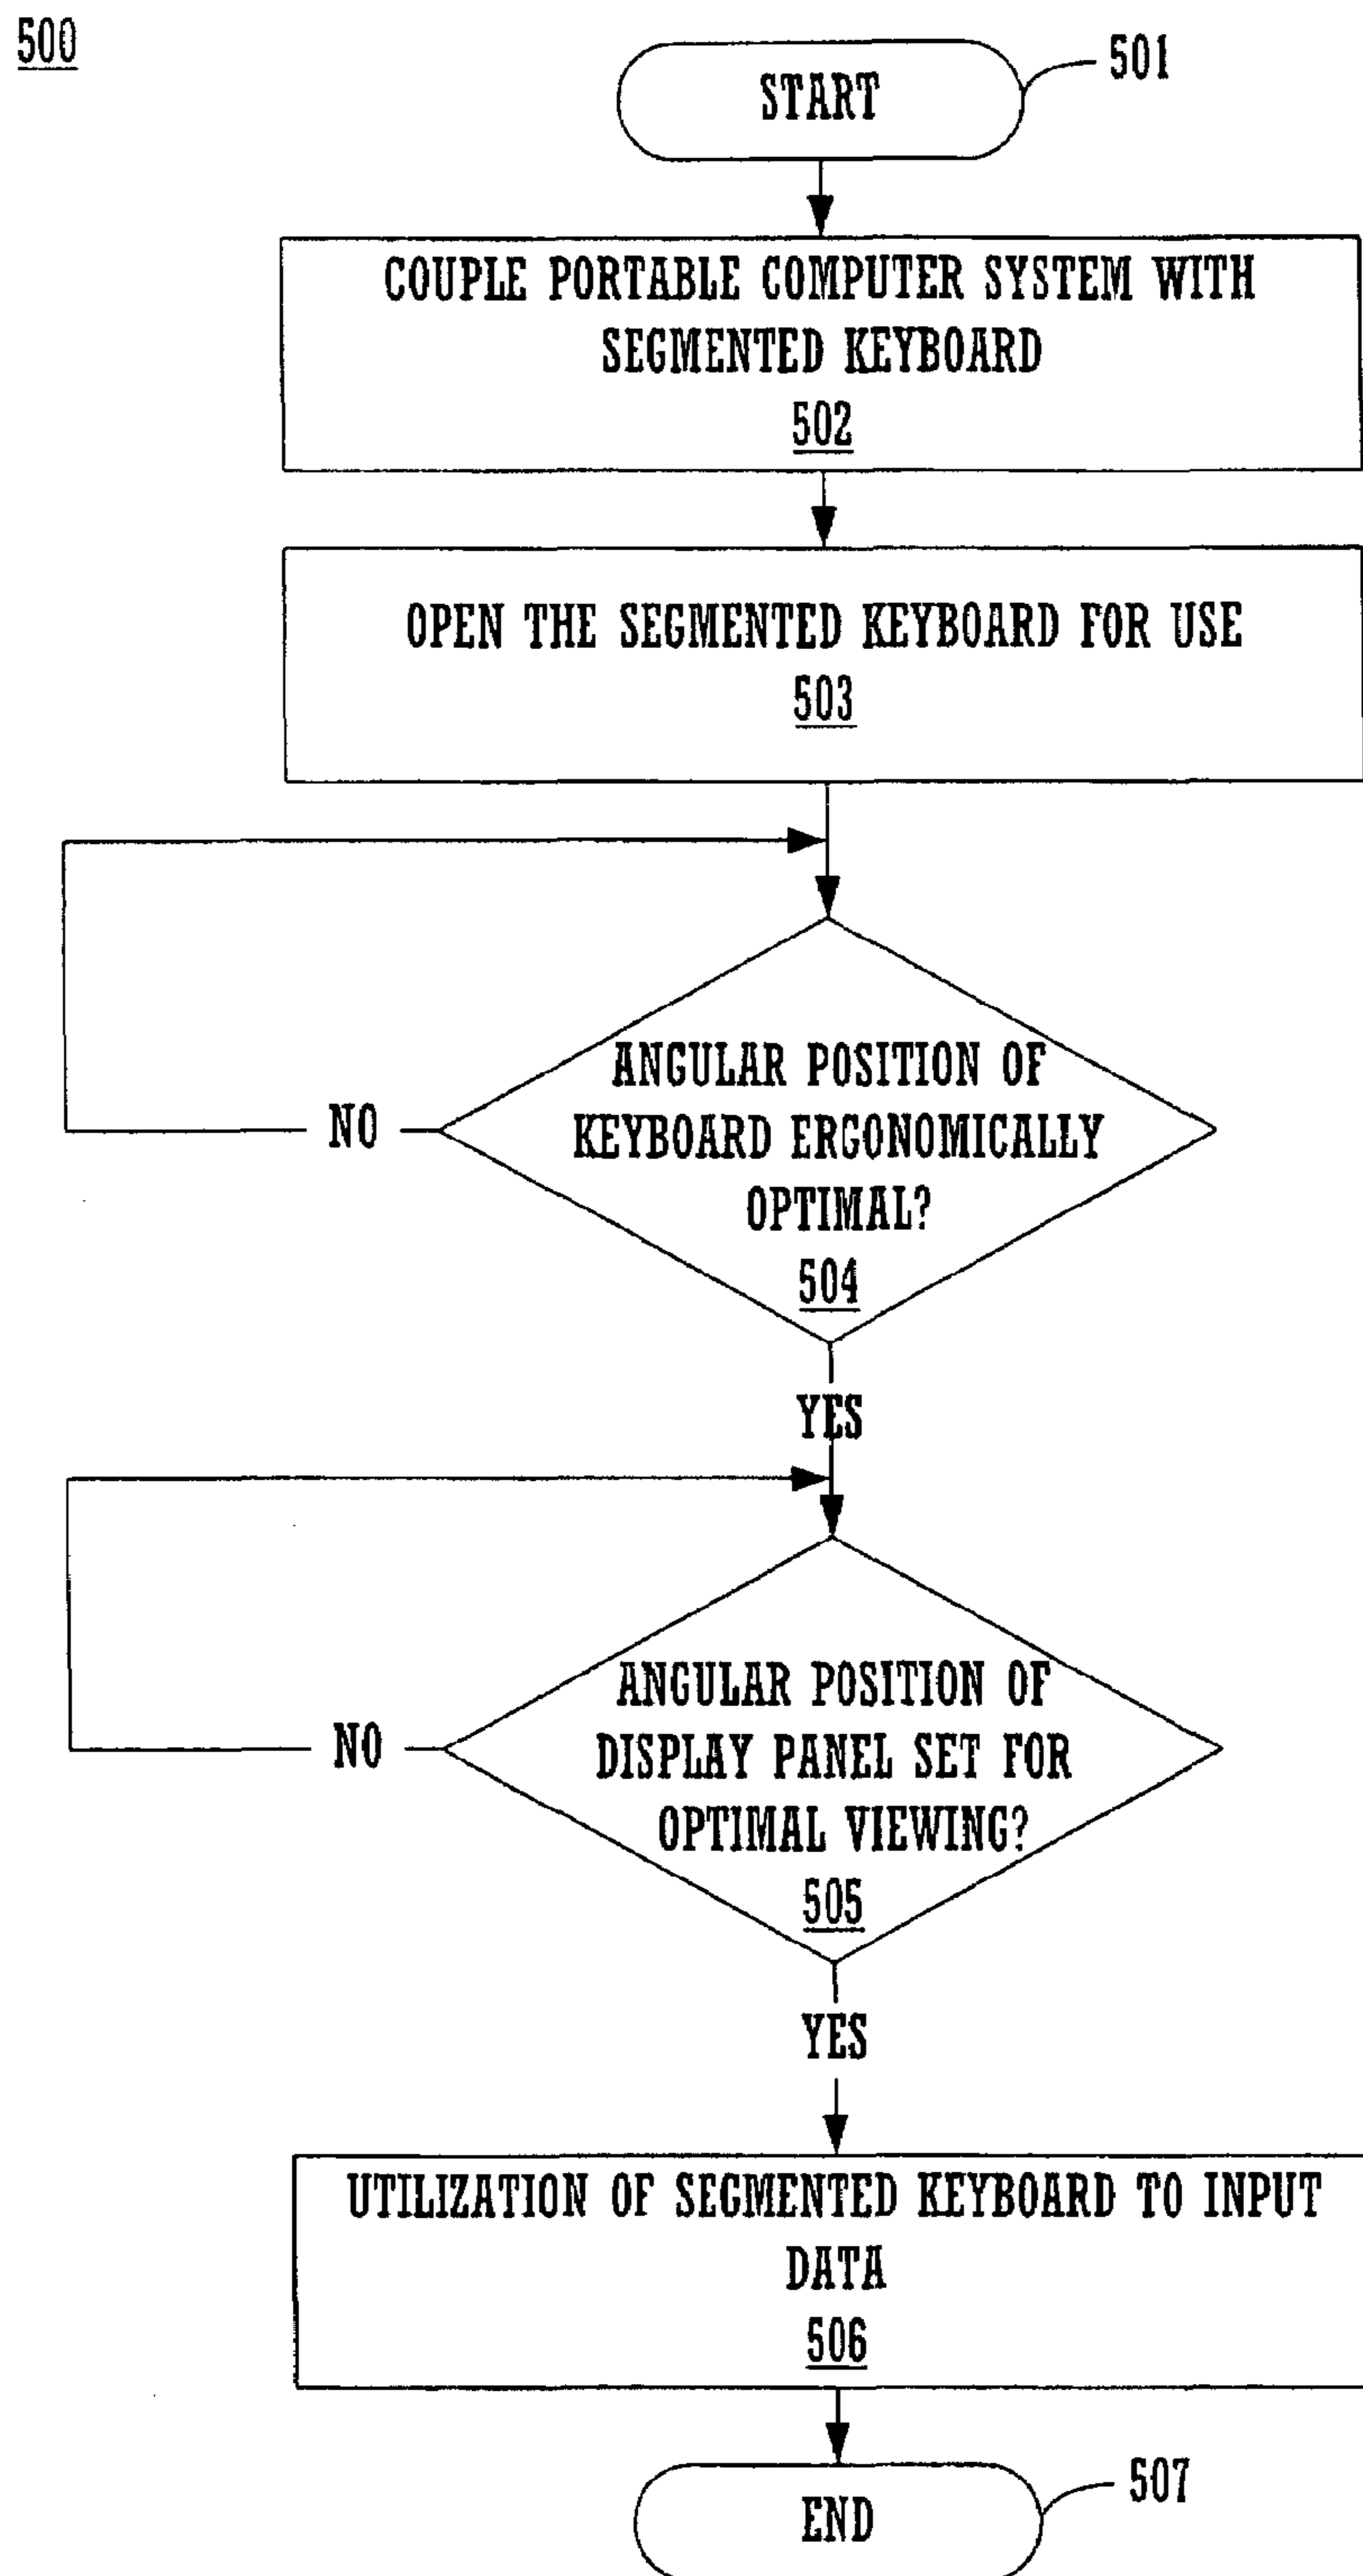 500
START
501
COUPLE PORTABLE COMPUTER SYSTEM WITH
SEGMENTED KEYBOARD
502
OPEN THE SEGMENTED KEYBOARD FOR USE
503
ANGULAR POSITION OF
KEYBOARD ERGONOMICALLY
OPTIMAL?
504
NO
YES
ANGULAR POSITION OF
DISPLAY PANEL SET FOR
OPTIMAL VIEWING?
505
NO
YES
UTILIZATION OF SEGMENTED KEYBOARD TO INPUT
DATA
506
END
507